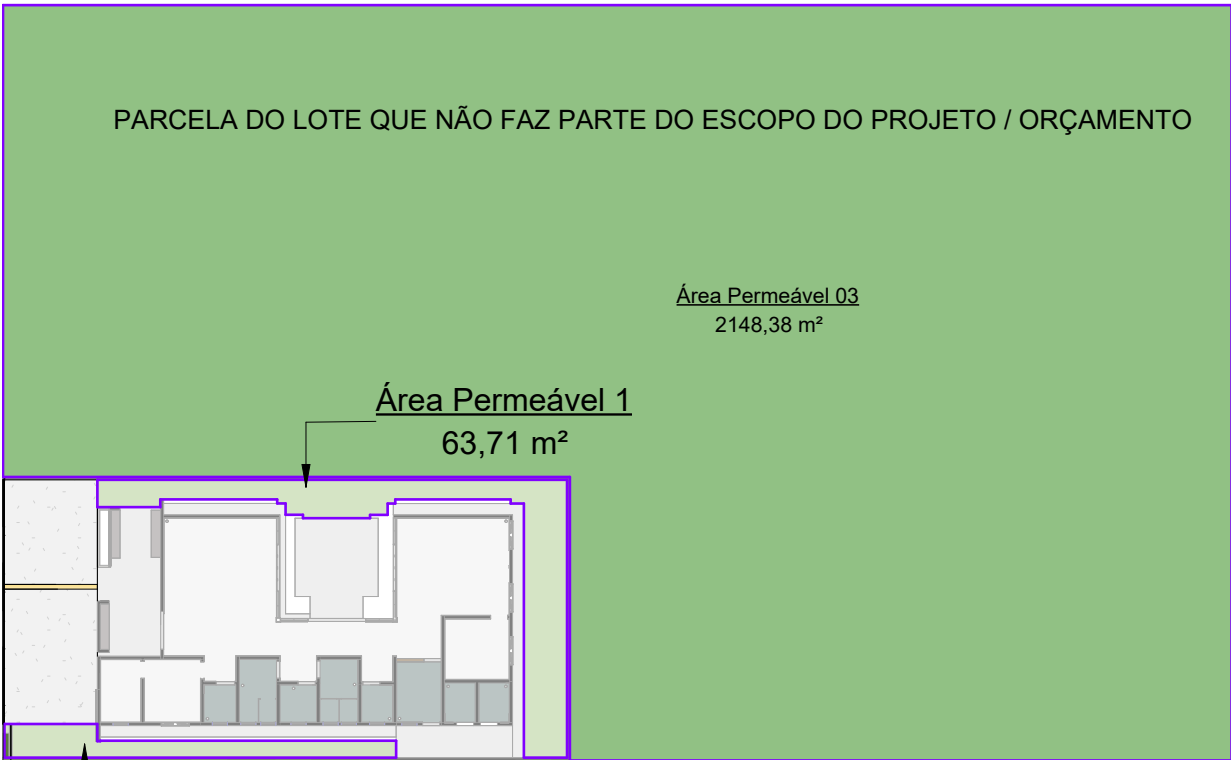 PARCELA DO LOTE QUE NÃO FAZ PARTE DO ESCOPO DO PROJETO / ORÇAMENTO
Área Permeável 03
2148,38 m²
Área Permeável 1
63,71 m²